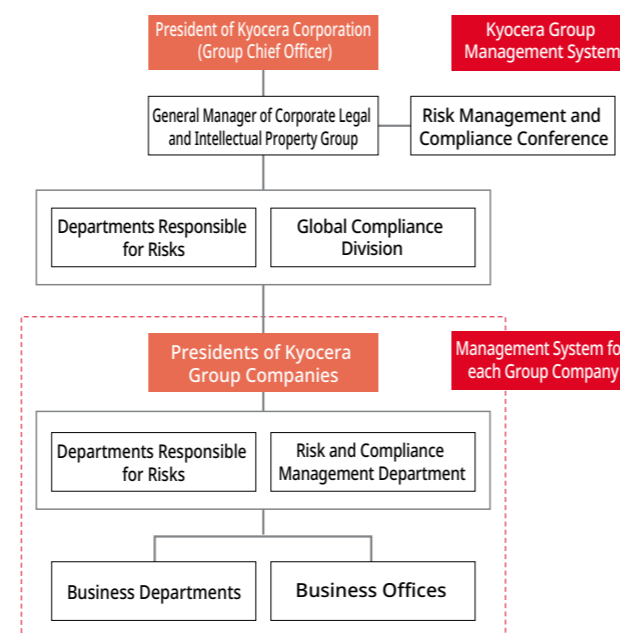 President of Kyocera Corporation
(Group Chief Officer)
Kyocera Group
Management System
General Manager of Corporate Legal
and Intellectual Property Group
Risk Management and
Compliance Conference
Departments Responsible
for Risks
Global Compliance
Division
Presidents of Kyocera
Group Companies
Management System fo
each Group Company
Departments Responsible
for Risks
Risk and Compliance
Management Department
Business Departments
Business Offices